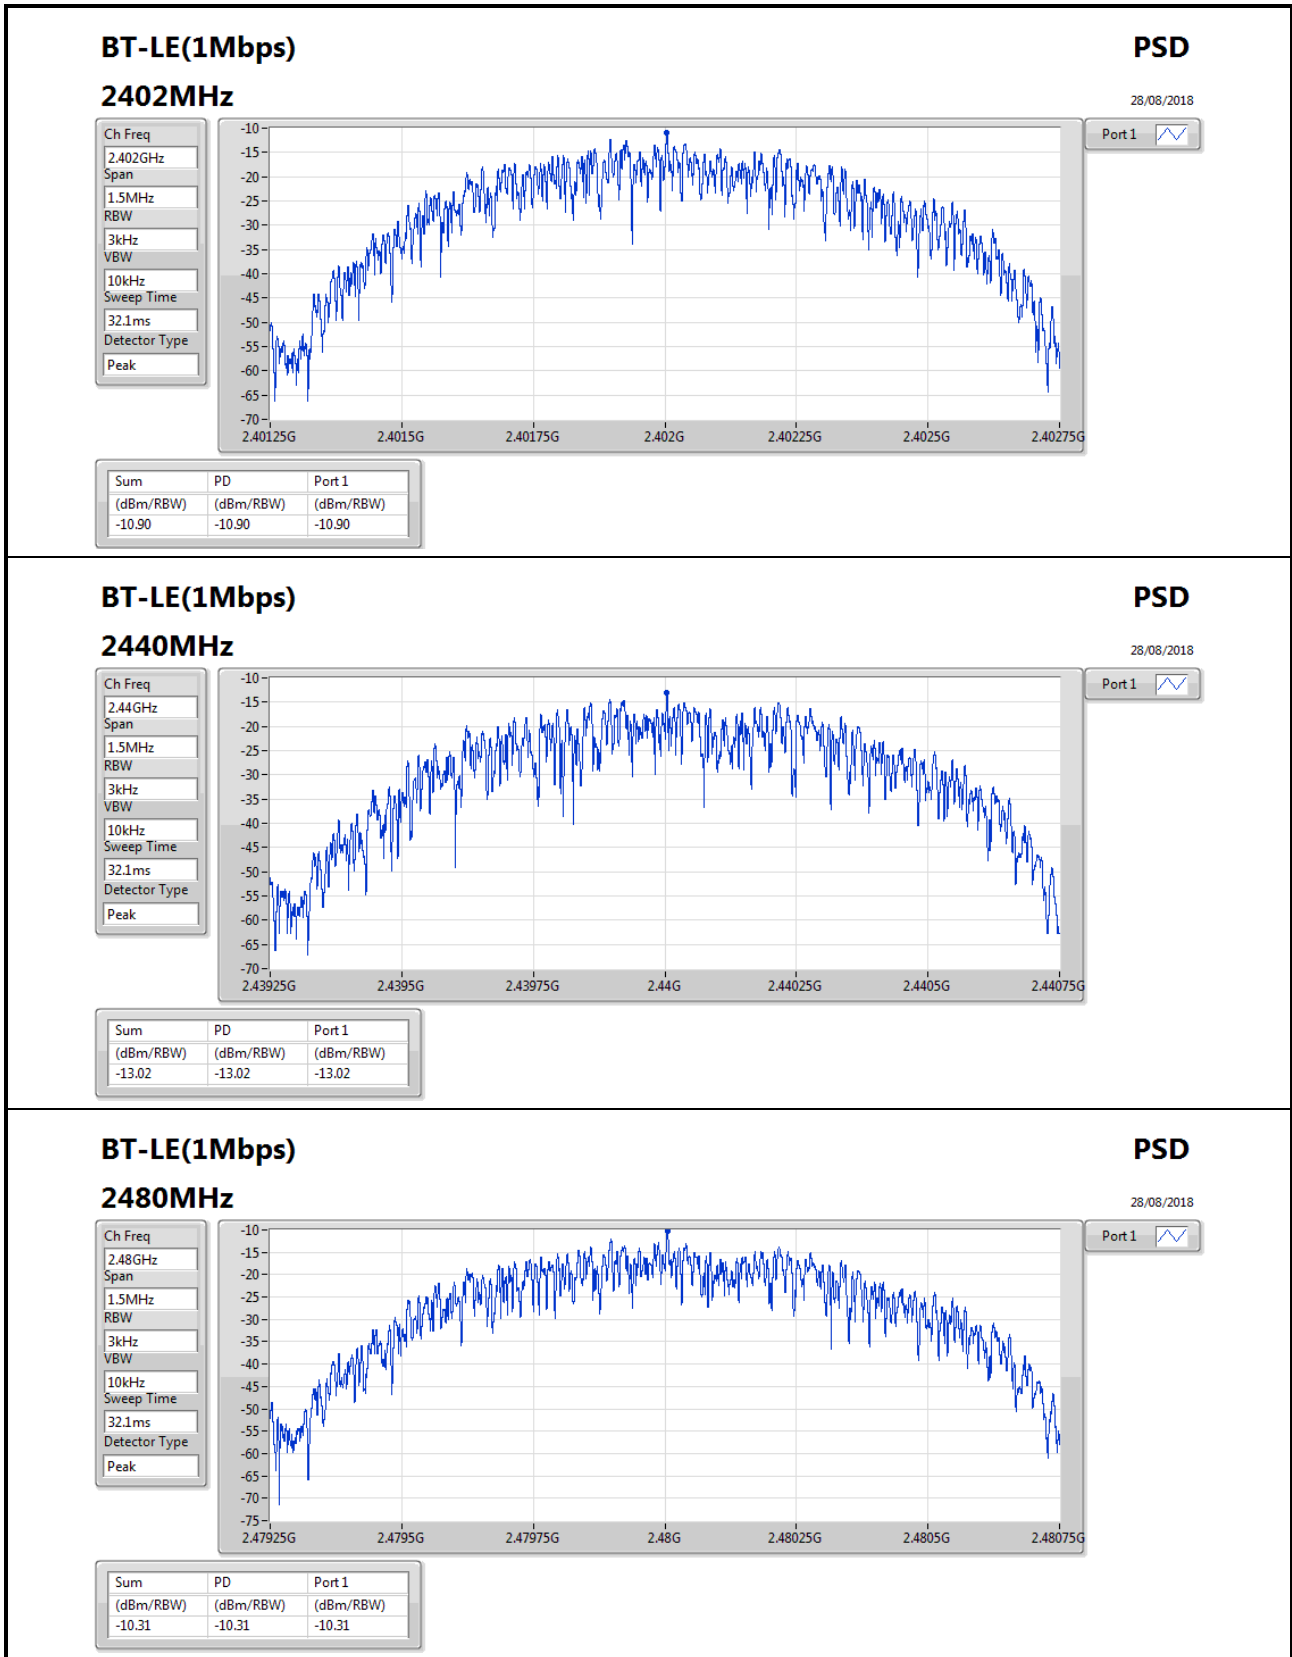 BT-LE(1Mbps) PSD
2402MHz 28/08/2018
Ch Freq
2.402GHz
Span
1.5MHz
RBW
3kHz
VBW
10kHz
Sweep Time
32.1ms
Detector Type
Peak
-10
-15
-20
-25
-30
-35
-40
-45
-50
-55
-60
-65
-70
2.40125G 2.4015G 2.40175G 2.402G 2.40225G 2.4025G 2.40275G
Port 1
Sum PD Port 1
(dBm/RBW) (dBm/RBW) (dBm/RBW)
-10.90 -10.90 -10.90
BT-LE(1Mbps) PSD
2440MHz 28/08/2018
Ch Freq
2.44GHz
Span
1.5MHz
RBW
3kHz
VBW
10kHz
Sweep Time
32.1ms
Detector Type
Peak
-10
-15
-20
-25
-30
-35
-40
-45
-50
-55
-60
-65
-70
2.43925G 2.4395G 2.43975G 2.44G 2.44025G 2.4405G 2.44075G
Port 1
Sum PD Port 1
(dBm/RBW) (dBm/RBW) (dBm/RBW)
-13.02 -13.02 -13.02
BT-LE(1Mbps) PSD
2480MHz 28/08/2018
Ch Freq
2.48GHz
Span
1.5MHz
RBW
3kHz
VBW
10kHz
Sweep Time
32.1ms
Detector Type
Peak
-10
-15
-20
-25
-30
-35
-40
-45
-50
-55
-60
-65
-70
-75
2.47925G 2.4795G 2.47975G 2.48G 2.48025G 2.4805G 2.48075G
Port 1
Sum PD Port 1
(dBm/RBW) (dBm/RBW) (dBm/RBW)
-10.31 -10.31 -10.31